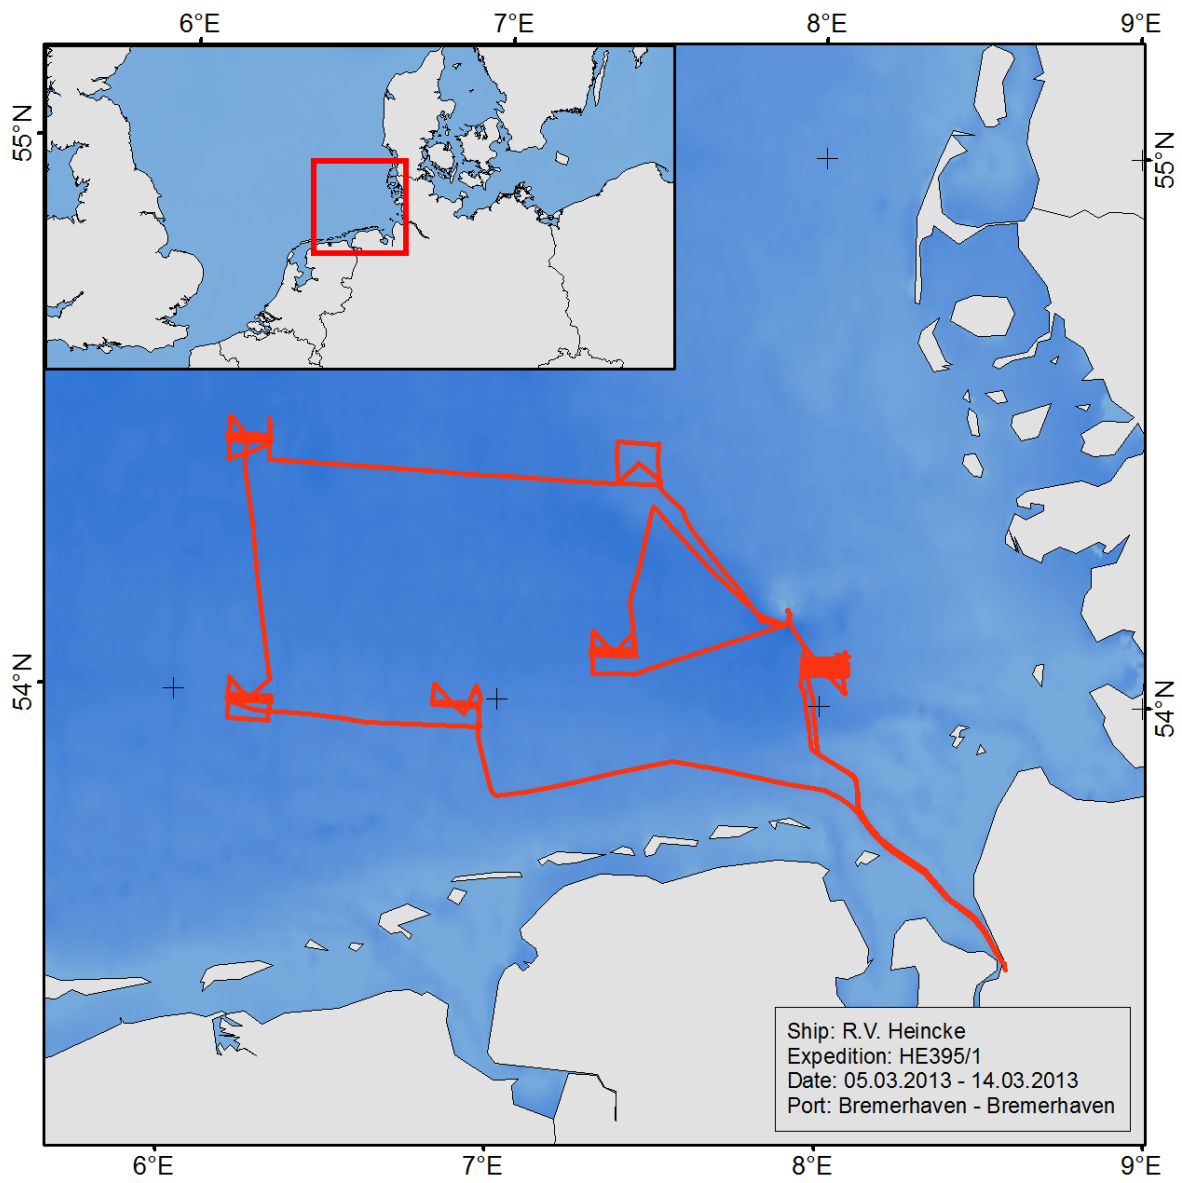 6°E 7°E 8°E 9°E
55°N 55°N
54°N 54°N
Ship: R.V. Heincke
Expedition: HE395/1
Date: 05.03.2013 - 14.03.2013
Port: Bremerhaven - Bremerhaven
6°E 7°E 8°E 9°E